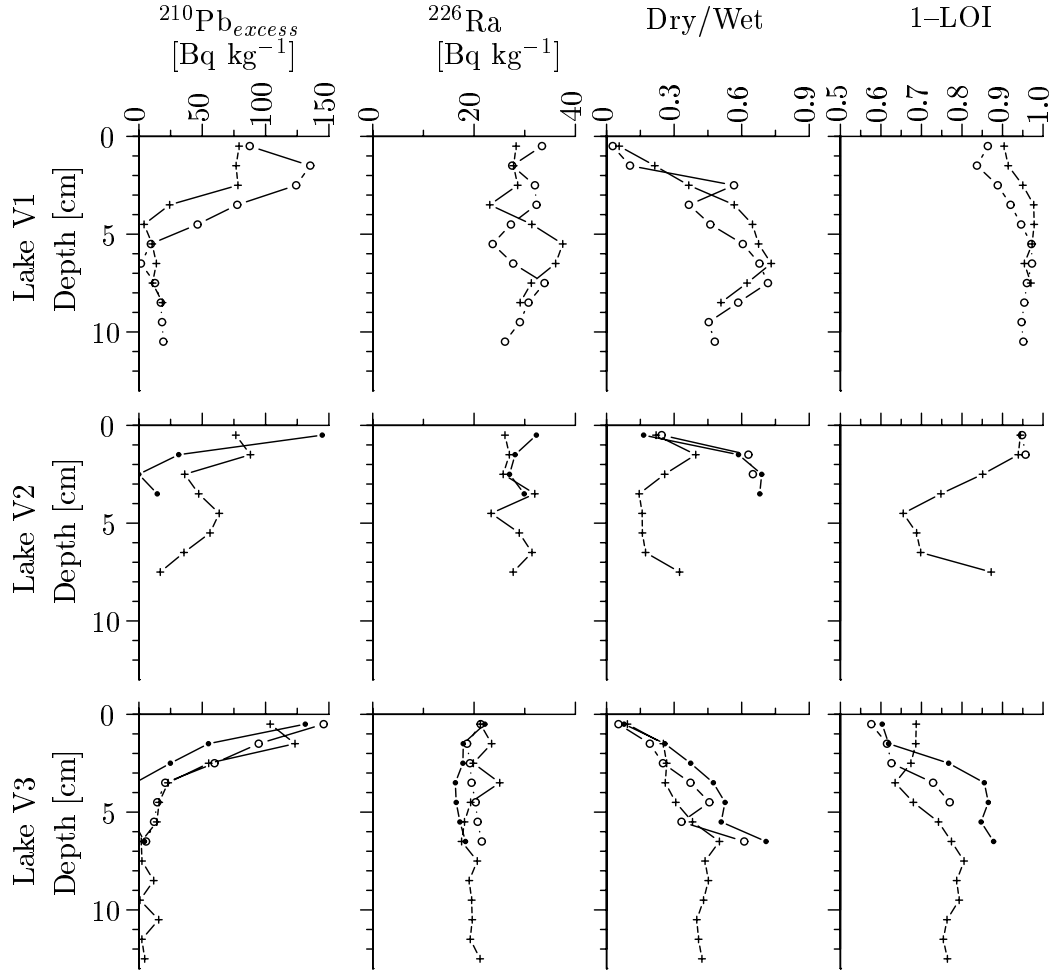 ²¹⁰Pb_excess ²²⁶Ra Dry/Wet 1–LOI
[Bq kg⁻¹] [Bq kg⁻¹]
0 50 100 150 0 20 40 0 0.3 0.6 0.9 0.5 0.6 0.7 0.8 0.9 1.0
Lake V1
Depth [cm]
0
5
10
Lake V2
Depth [cm]
0
5
10
Lake V3
Depth [cm]
0
5
10